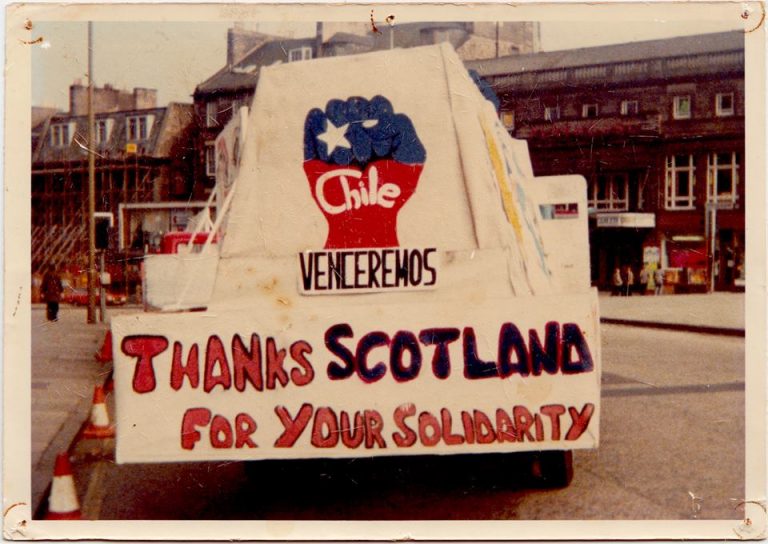 Chile
VENCEREMOS
THANKS SCOTLAND
FOR YOUR SOLIDARITY